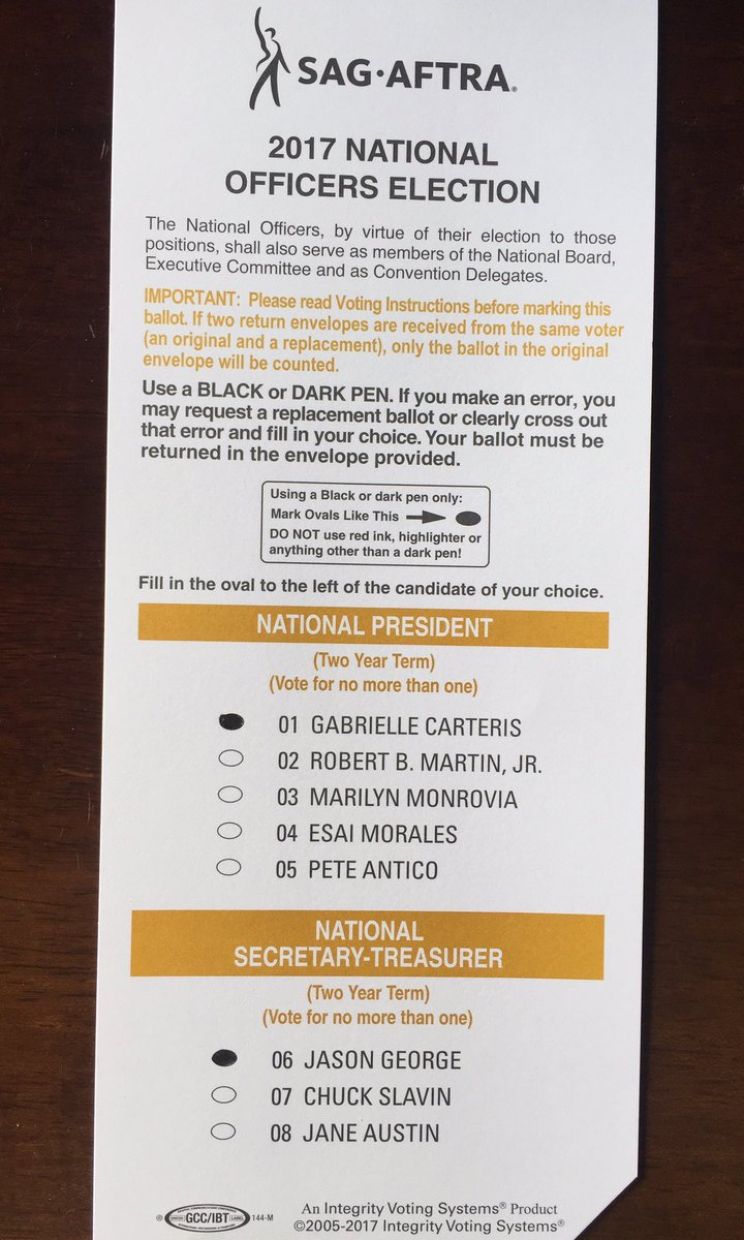 SAG·AFTRA.
2017 NATIONAL
OFFICERS ELECTION
The National Officers, by virtue of their election to those
positions, shall also serve as members of the National Board,
Executive Committee and as Convention Delegates.
IMPORTANT: Please read Voting Instructions before marking this
ballot. If two return envelopes are received from the same voter
(an original and a replacement), only the ballot in the original
envelope will be counted.
Use a BLACK or DARK PEN. If you make an error, you
may request a replacement ballot or clearly cross out
that error and fill in your choice. Your ballot must be
returned in the envelope provided.
Using a Black or dark pen only:
Mark Ovals Like This
DO NOT use red ink, highlighter or
anything other than a dark pen!
Fill in the oval to the left of the candidate of your choice.
NATIONAL PRESIDENT
(Two Year Term)
(Vote for no more than one)
01 GABRIELLE CARTERIS
02 ROBERT B. MARTIN, JR.
03 MARILYN MONROVIA
04 ESAI MORALES
05 PETE ANTICO
NATIONAL
SECRETARY-TREASURER
(Two Year Term)
(Vote for no more than one)
06 JASON GEORGE
07 CHUCK SLAVIN
08 JANE AUSTIN
GCC/IBT 144-M
An Integrity Voting Systems® Product
©2005-2017 Integrity Voting Systems®